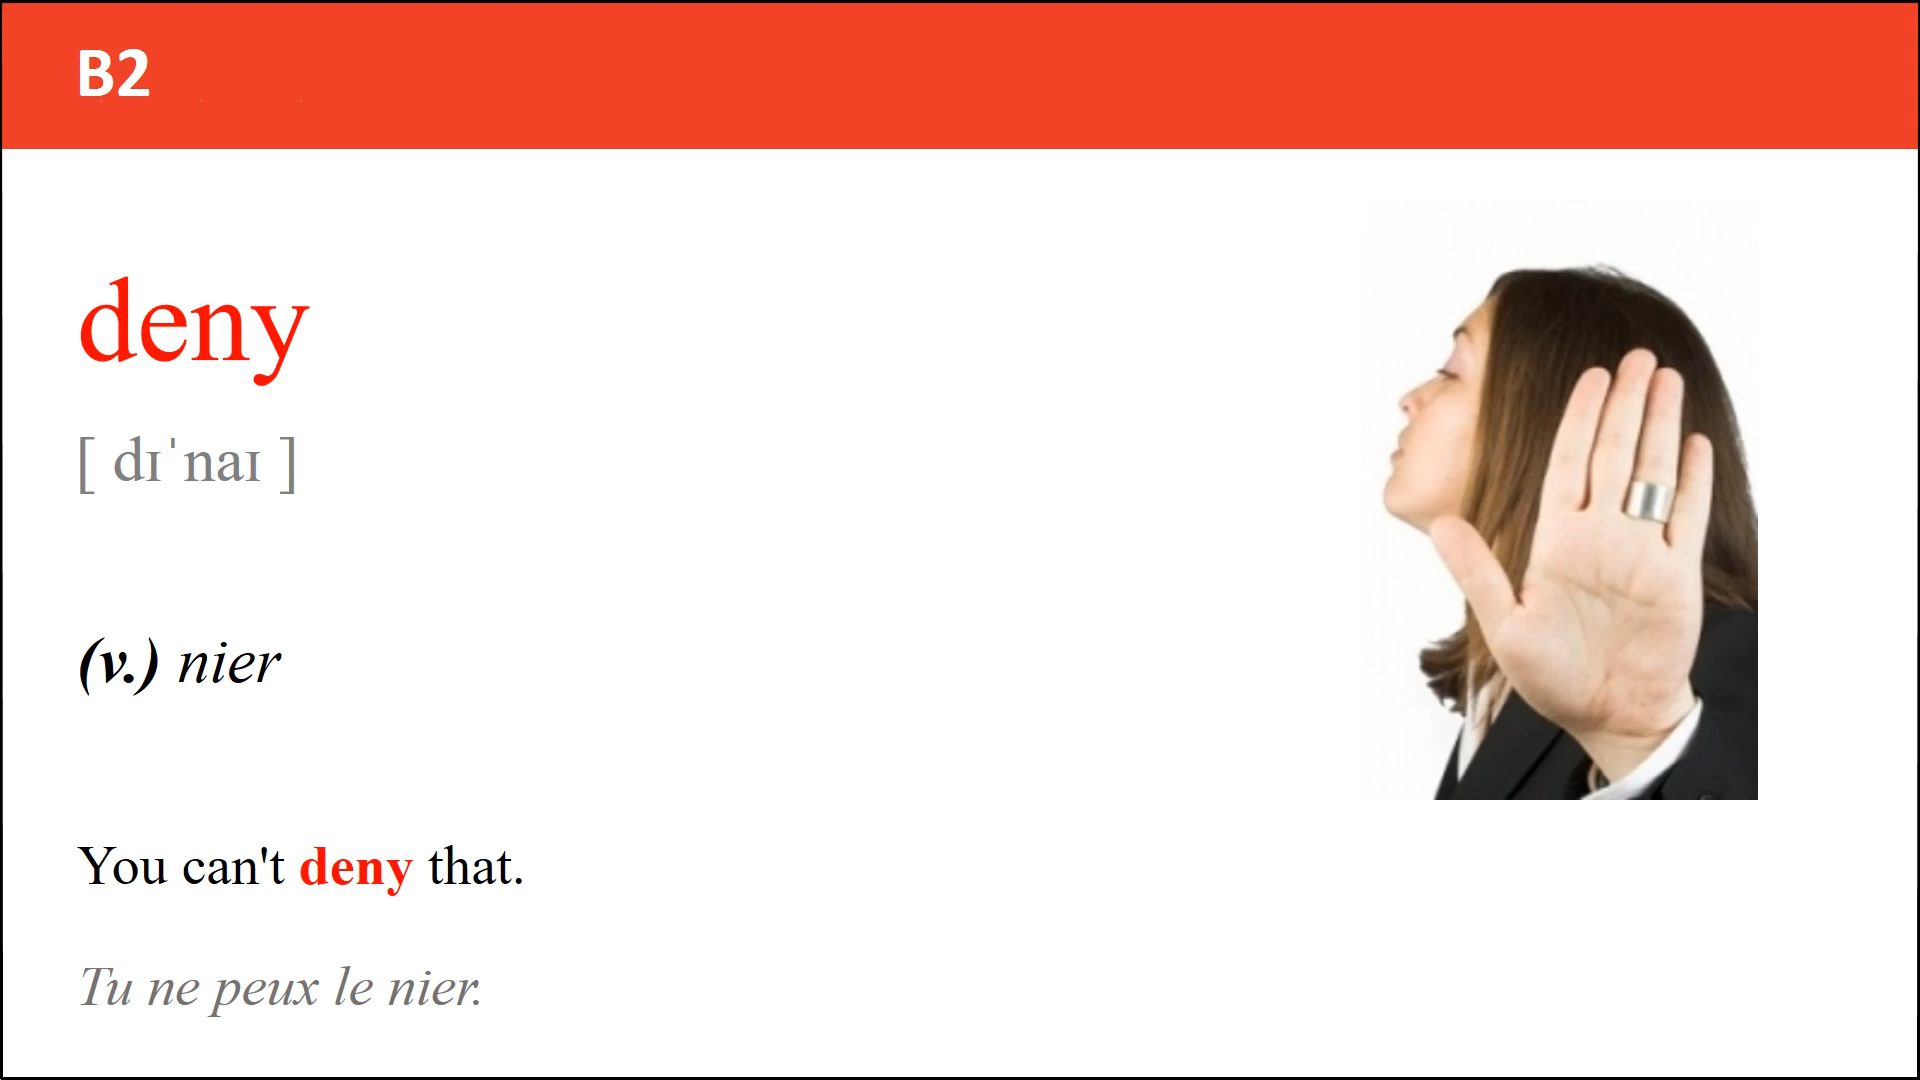 B2
deny
[ dɪˈnaɪ ]
(v.) nier
You can't deny that.
Tu ne peux le nier.